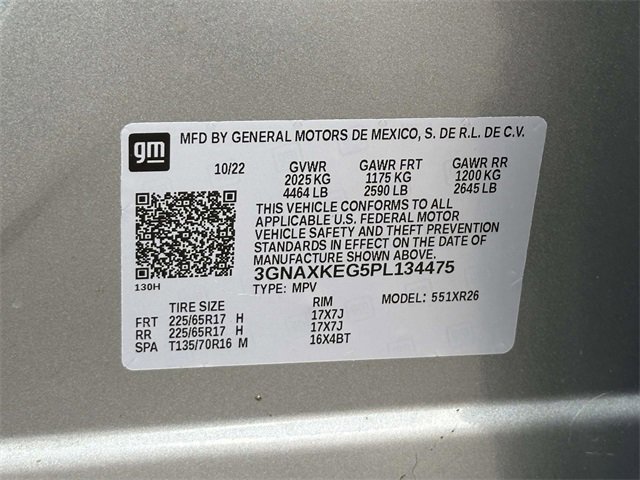 gm MFD BY GENERAL MOTORS DE MEXICO, S. DE R.L. DE C.V.
10/22 GVWR GAWR FRT GAWR RR
2025 KG 1175 KG 1200 KG
4464 LB 2590 LB 2645 LB
THIS VEHICLE CONFORMS TO ALL
APPLICABLE U.S. FEDERAL MOTOR
VEHICLE SAFETY AND THEFT PREVENTION
STANDARDS IN EFFECT ON THE DATE OF
MANUFACTURE SHOWN ABOVE.
3GNAXKEG5PL134475
130H
TYPE: MPV MODEL: 551XR26
TIRE SIZE RIM
FRT 225/65R17 H 17X7J
RR 225/65R17 H 17X7J
SPA T135/70R16 M 16X4BT